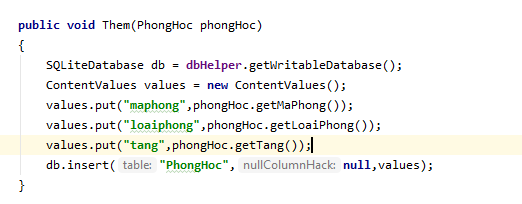 public void Them(PhongHoc phongHoc)
{
SQLiteDatabase db = dbHelper.getWritableDatabase();
ContentValues values = new ContentValues();
values.put("maphong",phongHoc.getMaPhong());
values.put("loaiphong",phongHoc.getLoaiPhong());
values.put("tang",phongHoc.getTang());
db.insert( table: "PhongHoc", nullColumnHack: null,values);
}